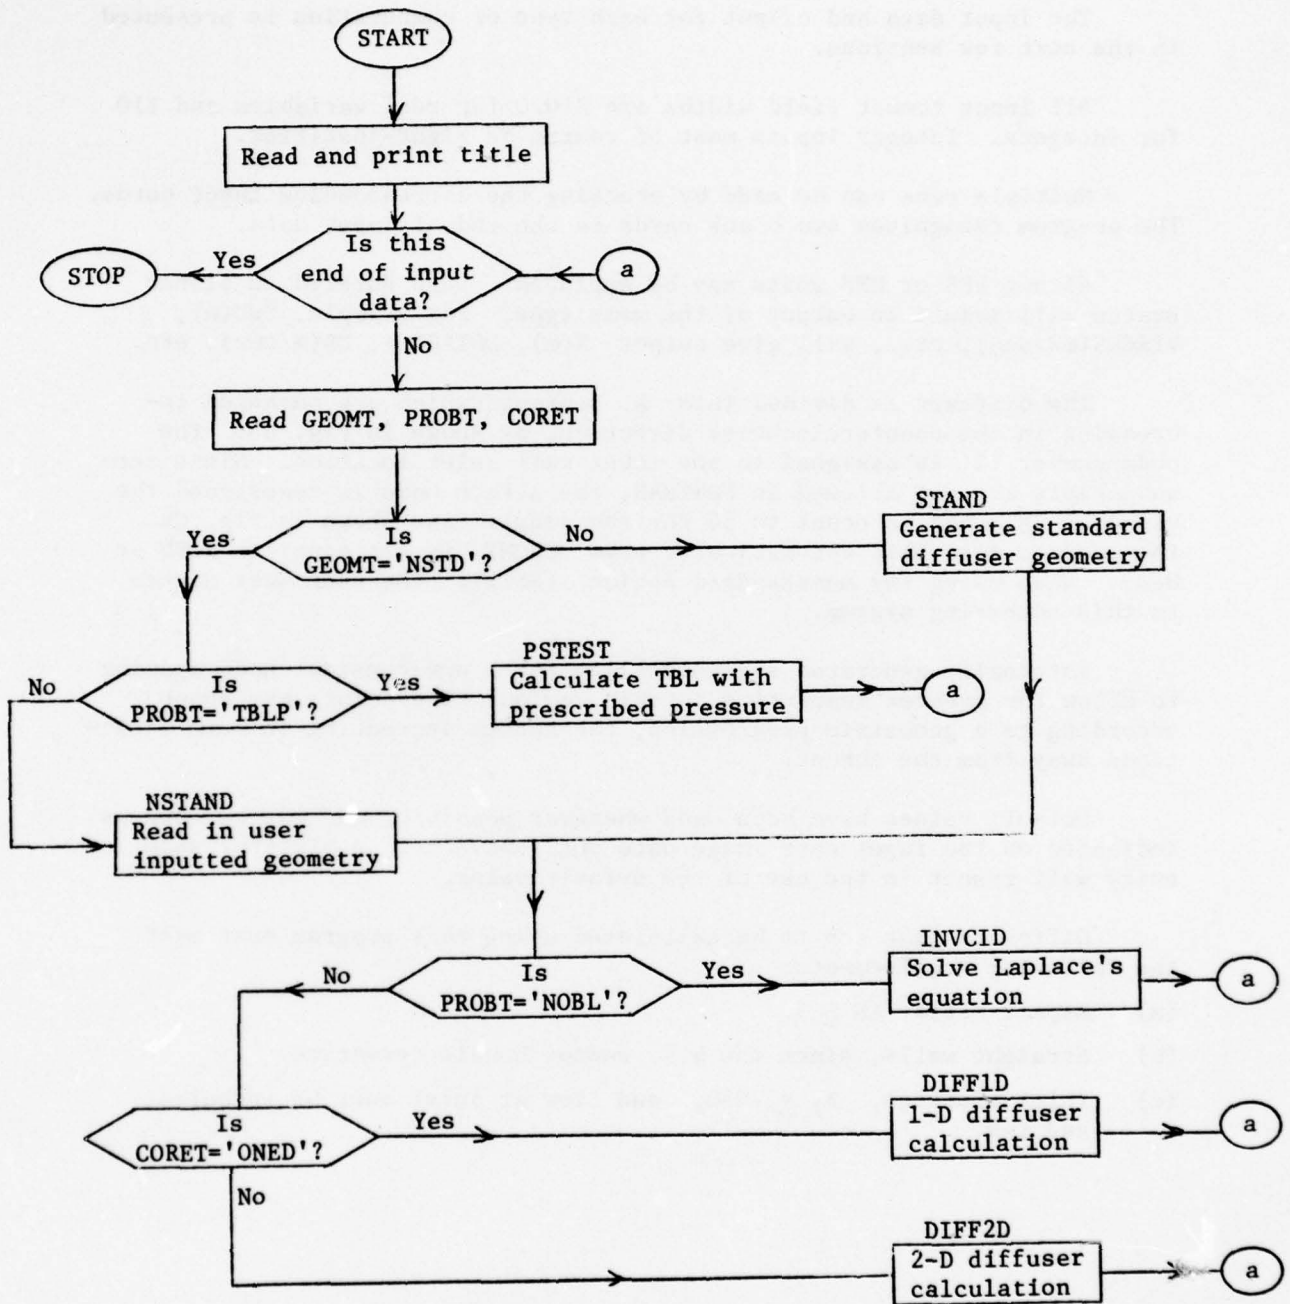 START
Read and print title
Is this
end of input
data?
Yes
STOP
a
No
Read GEOMT, PROBT, CORET
Is
GEOMT='NSTD'?
Yes
No
STAND
Generate standard
diffuser geometry
Is
PROBT='TBLP'?
No
Yes
PSTEST
Calculate TBL with
prescribed pressure
a
NSTAND
Read in user
inputted geometry
Is
PROBT='NOBL'?
No
Yes
INVCID
Solve Laplace's
equation
a
Is
CORET='ONED'?
Yes
DIFF1D
1-D diffuser
calculation
a
No
DIFF2D
2-D diffuser
calculation
a